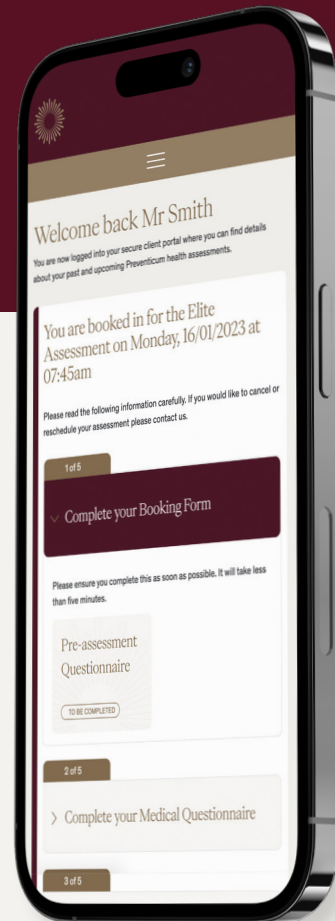 Welcome back Mr Smith
You are now logged into your secure client portal where you can find details
about your past and upcoming Preventicum health assessments.
You are booked in for the Elite
Assessment on Monday, 16/01/2023 at
07:45am
Please read the following information carefully. If you would like to cancel or
reschedule your assessment please contact us.
1 of 5
Complete your Booking Form
Please ensure you complete this as soon as possible. It will take less
than five minutes.
Pre-assessment
Questionnaire
TO BE COMPLETED
2 of 5
Complete your Medical Questionnaire
3 of 5